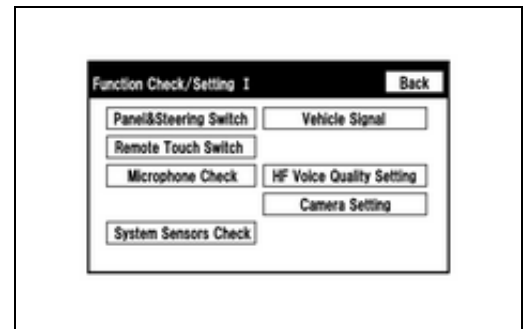 Function Check/Setting I Back
Panel&Steering Switch Vehicle Signal
Remote Touch Switch
Microphone Check HF Voice Quality Setting
Camera Setting
System Sensors Check